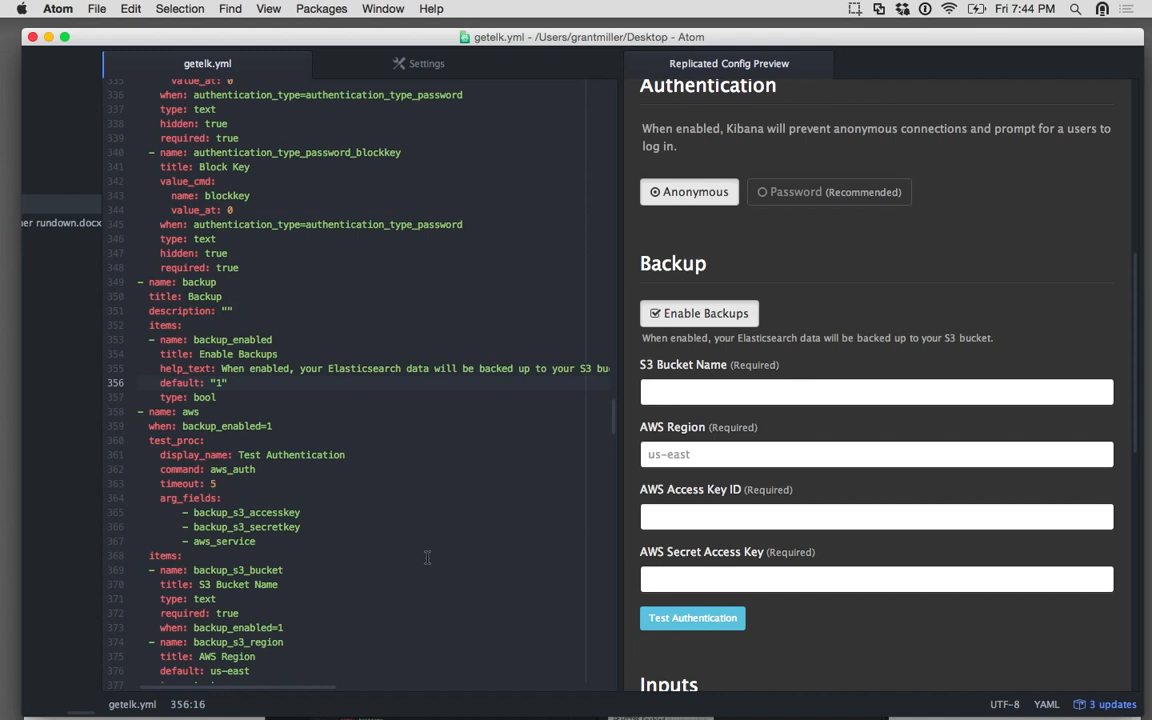 Atom File Edit Selection Find View Packages Window Help Fri 7:44 PM
getelk.yml - /Users/grantmiller/Desktop - Atom
getelk.yml Settings Replicated Config Preview
er rundown.docx
335 value_at: 0
336 when: authentication_type=authentication_type_password
337 type: text
338 hidden: true
339 required: true
340 - name: authentication_type_password_blockkey
341 title: Block Key
342 value_cmd:
343 name: blockkey
344 value_at: 0
345 when: authentication_type=authentication_type_password
346 type: text
347 hidden: true
348 required: true
349 - name: backup
350 title: Backup
351 description: ""
352 items:
353 - name: backup_enabled
354 title: Enable Backups
355 help_text: When enabled, your Elasticsearch data will be backed up to your S3 bu
356 default: "1"
357 type: bool
358 - name: aws
359 when: backup_enabled=1
360 test_proc:
361 display_name: Test Authentication
362 command: aws_auth
363 timeout: 5
364 arg_fields:
365 - backup_s3_accesskey
366 - backup_s3_secretkey
367 - aws_service
368 items:
369 - name: backup_s3_bucket
370 title: S3 Bucket Name
371 type: text
372 required: true
373 when: backup_enabled=1
374 - name: backup_s3_region
375 title: AWS Region
376 default: us-east
377
Authentication
When enabled, Kibana will prevent anonymous connections and prompt for a users to
log in.
Anonymous Password (Recommended)
Backup
Enable Backups
When enabled, your Elasticsearch data will be backed up to your S3 bucket.
S3 Bucket Name (Required)
AWS Region (Required)
us-east
AWS Access Key ID (Required)
AWS Secret Access Key (Required)
Test Authentication
Inputs
getelk.yml 356:16 UTF-8 YAML 3 updates